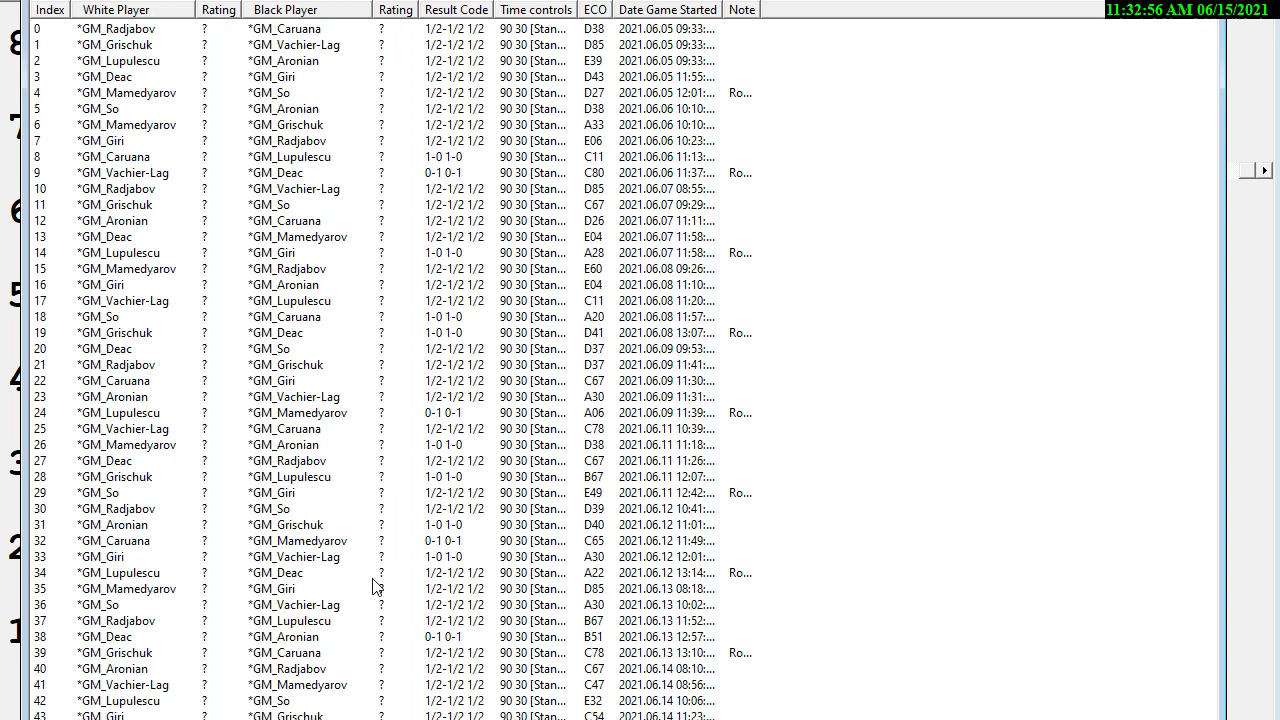 Index White Player Rating Black Player Rating Result Code Time controls ECO Date Game Started Note 11:32:56 AM 06/15/2021
0 *GM_Radjabov ? *GM_Caruana ? 1/2-1/2 1/2 90 30 [Stan... D38 2021.06.05 09:33:...
1 *GM_Grischuk ? *GM_Vachier-Lag ? 1/2-1/2 1/2 90 30 [Stan... D85 2021.06.05 09:33:...
2 *GM_Lupulescu ? *GM_Aronian ? 1/2-1/2 1/2 90 30 [Stan... E39 2021.06.05 09:33:...
3 *GM_Deac ? *GM_Giri ? 1/2-1/2 1/2 90 30 [Stan... D43 2021.06.05 11:55:...
4 *GM_Mamedyarov ? *GM_So ? 1/2-1/2 1/2 90 30 [Stan... D27 2021.06.05 12:01:... Ro...
5 *GM_So ? *GM_Aronian ? 1/2-1/2 1/2 90 30 [Stan... D38 2021.06.06 10:10:...
6 *GM_Mamedyarov ? *GM_Grischuk ? 1/2-1/2 1/2 90 30 [Stan... A33 2021.06.06 10:10:...
7 *GM_Giri ? *GM_Radjabov ? 1/2-1/2 1/2 90 30 [Stan... E06 2021.06.06 10:23:...
8 *GM_Caruana ? *GM_Lupulescu ? 1-0 1-0 90 30 [Stan... C11 2021.06.06 11:13:...
9 *GM_Vachier-Lag ? *GM_Deac ? 0-1 0-1 90 30 [Stan... C80 2021.06.06 11:37:... Ro...
10 *GM_Radjabov ? *GM_Vachier-Lag ? 1/2-1/2 1/2 90 30 [Stan... D85 2021.06.07 08:55:...
11 *GM_Grischuk ? *GM_So ? 1/2-1/2 1/2 90 30 [Stan... C67 2021.06.07 09:29:...
12 *GM_Aronian ? *GM_Caruana ? 1/2-1/2 1/2 90 30 [Stan... D26 2021.06.07 11:11:...
13 *GM_Deac ? *GM_Mamedyarov ? 1/2-1/2 1/2 90 30 [Stan... E04 2021.06.07 11:58:...
14 *GM_Lupulescu ? *GM_Giri ? 1-0 1-0 90 30 [Stan... A28 2021.06.07 11:58:... Ro...
15 *GM_Mamedyarov ? *GM_Radjabov ? 1/2-1/2 1/2 90 30 [Stan... E60 2021.06.08 09:26:...
16 *GM_Giri ? *GM_Aronian ? 1/2-1/2 1/2 90 30 [Stan... E04 2021.06.08 11:10:...
17 *GM_Vachier-Lag ? *GM_Lupulescu ? 1/2-1/2 1/2 90 30 [Stan... C11 2021.06.08 11:20:...
18 *GM_So ? *GM_Caruana ? 1-0 1-0 90 30 [Stan... A20 2021.06.08 11:57:...
19 *GM_Grischuk ? *GM_Deac ? 1-0 1-0 90 30 [Stan... D41 2021.06.08 13:07:... Ro...
20 *GM_Deac ? *GM_So ? 1/2-1/2 1/2 90 30 [Stan... D37 2021.06.09 09:53:...
21 *GM_Radjabov ? *GM_Grischuk ? 1/2-1/2 1/2 90 30 [Stan... D37 2021.06.09 11:41:...
22 *GM_Caruana ? *GM_Giri ? 1/2-1/2 1/2 90 30 [Stan... C67 2021.06.09 11:30:...
23 *GM_Aronian ? *GM_Vachier-Lag ? 1/2-1/2 1/2 90 30 [Stan... A30 2021.06.09 11:31:...
24 *GM_Lupulescu ? *GM_Mamedyarov ? 0-1 0-1 90 30 [Stan... A06 2021.06.09 11:39:... Ro...
25 *GM_Vachier-Lag ? *GM_Caruana ? 1/2-1/2 1/2 90 30 [Stan... C78 2021.06.11 10:39:...
26 *GM_Mamedyarov ? *GM_Aronian ? 1-0 1-0 90 30 [Stan... D38 2021.06.11 11:18:...
27 *GM_Deac ? *GM_Radjabov ? 1/2-1/2 1/2 90 30 [Stan... C67 2021.06.11 11:26:...
28 *GM_Grischuk ? *GM_Lupulescu ? 1-0 1-0 90 30 [Stan... B67 2021.06.11 12:07:...
29 *GM_So ? *GM_Giri ? 1/2-1/2 1/2 90 30 [Stan... E49 2021.06.11 12:42:... Ro...
30 *GM_Radjabov ? *GM_So ? 1/2-1/2 1/2 90 30 [Stan... D39 2021.06.12 10:41:...
31 *GM_Aronian ? *GM_Grischuk ? 1-0 1-0 90 30 [Stan... D40 2021.06.12 11:01:...
32 *GM_Caruana ? *GM_Mamedyarov ? 0-1 0-1 90 30 [Stan... C65 2021.06.12 11:49:...
33 *GM_Giri ? *GM_Vachier-Lag ? 1-0 1-0 90 30 [Stan... A30 2021.06.12 12:01:...
34 *GM_Lupulescu ? *GM_Deac ? 1/2-1/2 1/2 90 30 [Stan... A22 2021.06.12 13:14:... Ro...
35 *GM_Mamedyarov ? *GM_Giri ? 1/2-1/2 1/2 90 30 [Stan... D85 2021.06.13 08:18:...
36 *GM_So ? *GM_Vachier-Lag ? 1/2-1/2 1/2 90 30 [Stan... A30 2021.06.13 10:02:...
37 *GM_Radjabov ? *GM_Lupulescu ? 1/2-1/2 1/2 90 30 [Stan... B67 2021.06.13 11:52:...
38 *GM_Deac ? *GM_Aronian ? 0-1 0-1 90 30 [Stan... B51 2021.06.13 12:57:...
39 *GM_Grischuk ? *GM_Caruana ? 1/2-1/2 1/2 90 30 [Stan... C78 2021.06.13 13:10:... Ro...
40 *GM_Aronian ? *GM_Radjabov ? 1/2-1/2 1/2 90 30 [Stan... C67 2021.06.14 08:10:...
41 *GM_Vachier-Lag ? *GM_Mamedyarov ? 1/2-1/2 1/2 90 30 [Stan... C47 2021.06.14 08:56:...
42 *GM_Lupulescu ? *GM_So ? 1/2-1/2 1/2 90 30 [Stan... E32 2021.06.14 10:06:...
43 *GM_Giri ? *GM_Grischuk ? 1/2-1/2 1/2 90 30 [Stan... C54 2021.06.14 11:23:...
8
7
6
5
4
3
2
1